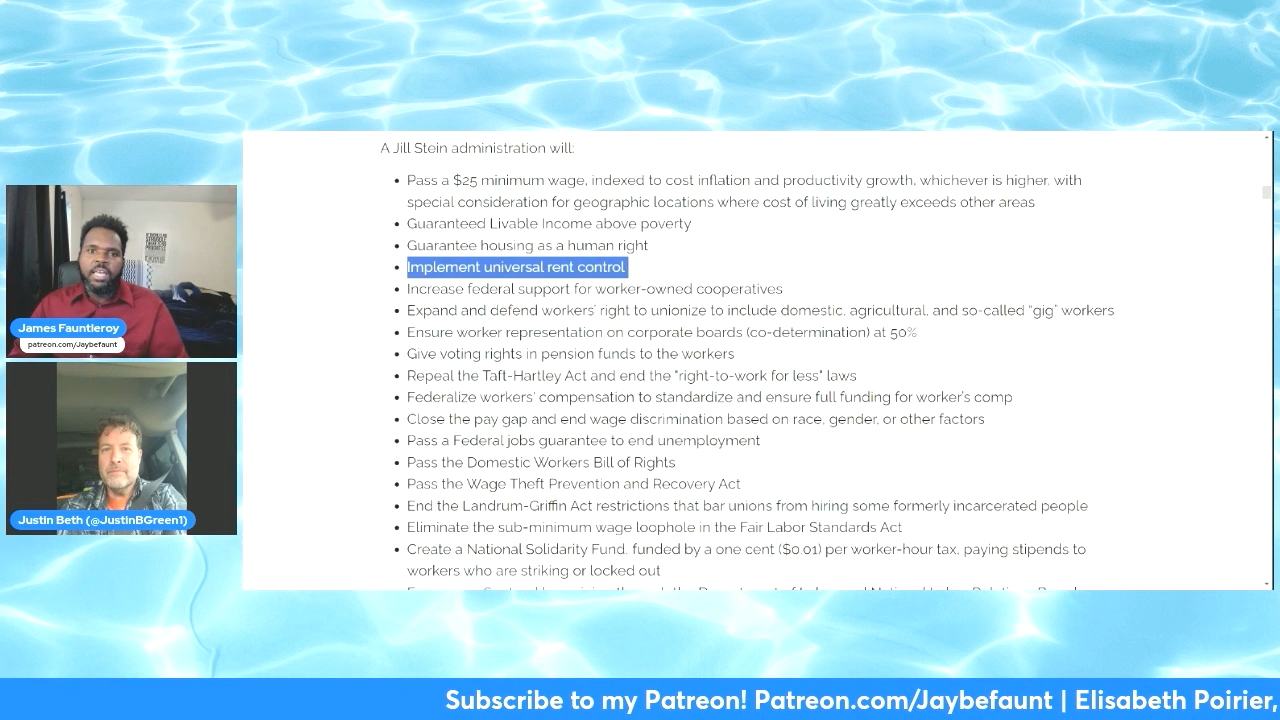 A Jill Stein administration will:
• Pass a $25 minimum wage, indexed to cost inflation and productivity growth, whichever is higher, with
special consideration for geographic locations where cost of living greatly exceeds other areas
• Guaranteed Livable Income above poverty
• Guarantee housing as a human right
• Implement universal rent control
• Increase federal support for worker-owned cooperatives
• Expand and defend workers' right to unionize to include domestic, agricultural, and so-called "gig" workers
• Ensure worker representation on corporate boards (co-determination) at 50%
• Give voting rights in pension funds to the workers
• Repeal the Taft-Hartley Act and end the "right-to-work for less" laws
• Federalize workers' compensation to standardize and ensure full funding for worker's comp
• Close the pay gap and end wage discrimination based on race, gender, or other factors
• Pass a Federal jobs guarantee to end unemployment
• Pass the Domestic Workers Bill of Rights
• Pass the Wage Theft Prevention and Recovery Act
• End the Landrum-Griffin Act restrictions that bar unions from hiring some formerly incarcerated people
• Eliminate the sub-minimum wage loophole in the Fair Labor Standards Act
• Create a National Solidarity Fund, funded by a one cent ($0.01) per worker-hour tax, paying stipends to
workers who are striking or locked out
James Fauntleroy
patreon.com/Jaybefaunt
Justin Beth (@JustinBGreen1)
Subscribe to my Patreon! Patreon.com/Jaybefaunt | Elisabeth Poirier,